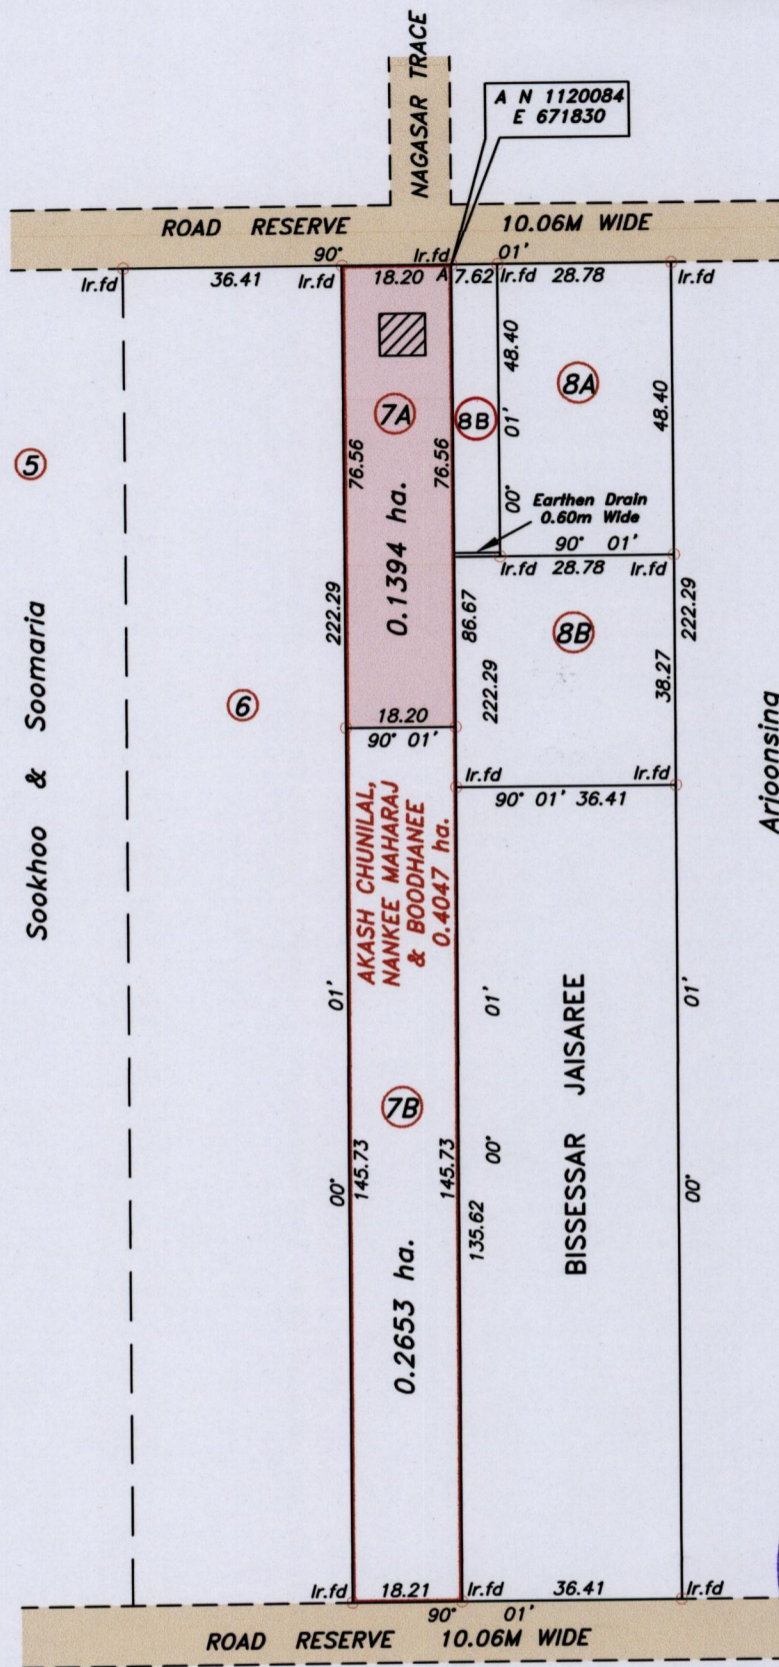 NAGASAR TRACE
A N 1120084
E 671830
ROAD RESERVE 10.06M WIDE
90° Ir.fd 01'
Ir.fd 36.41 Ir.fd 18.20 A 7.62 Ir.fd 28.78 Ir.fd
48.40
8A
7A
8B
48.40
01'
5
76.56
76.56
00°
Earthen Drain
0.60m Wide
90° 01'
Ir.fd 28.78 Ir.fd
0.1394 ha.
222.29
86.67
222.29
8B
38.27
222.29
Sookhoo & Soomaria
6
18.20
90° 01'
Ir.fd Ir.fd
90° 01' 36.41
Arjoonsing
AKASH CHUNILAL,
NANKEE MAHARAJ
& BOODHANEE
0.4047 ha.
01'
01'
01'
BISSESSAR JAISAREE
7B
00°
145.73
145.73
00°
135.62
00°
0.2653 ha.
Ir.fd 18.21 Ir.fd 36.41 Ir.fd
90° 01'
ROAD RESERVE 10.06M WIDE